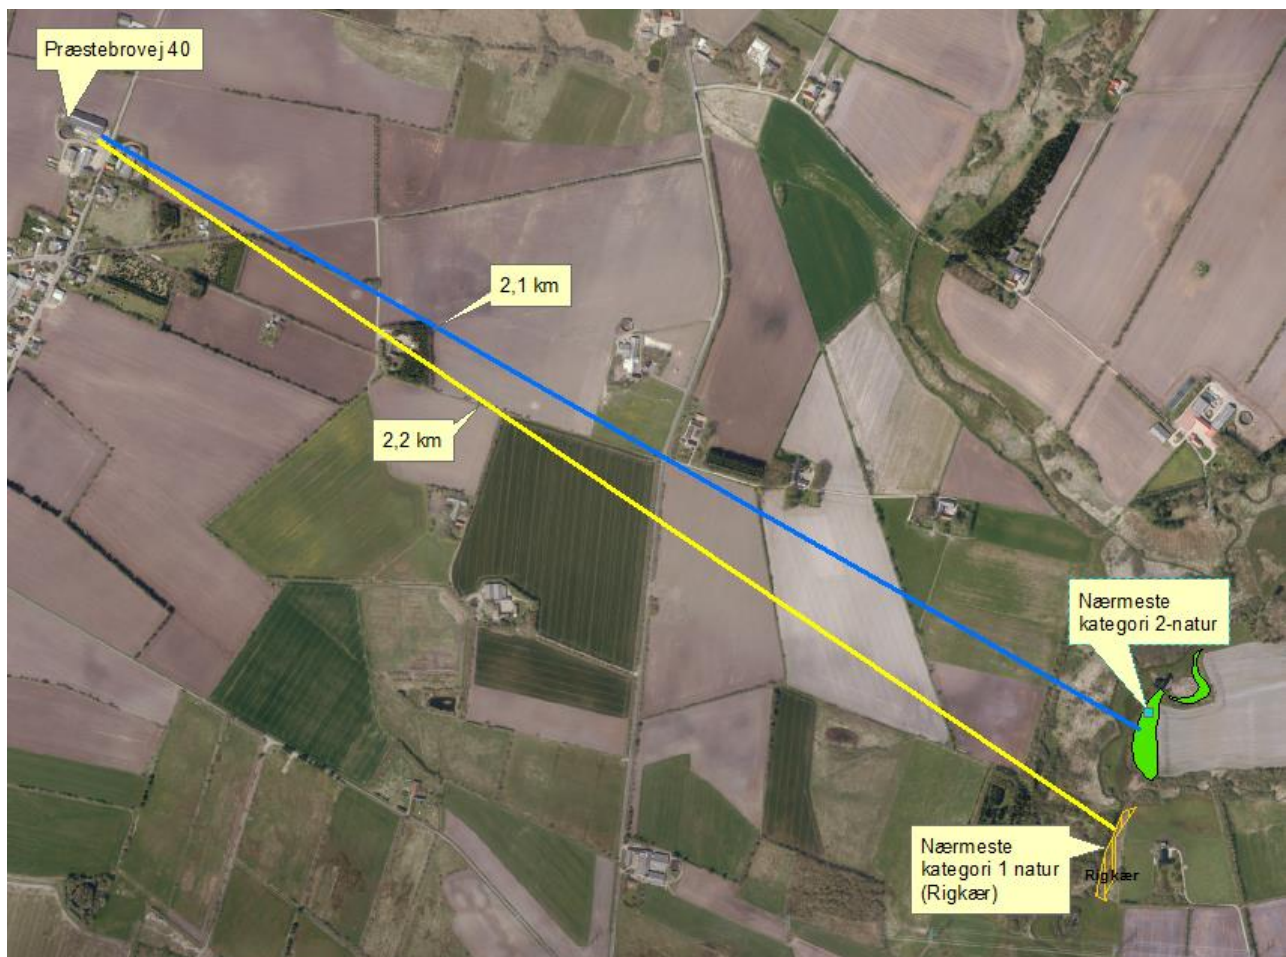 Præstebrovej 40
2,1 km
2,2 km
Nærmeste
kategori 2-natur
Nærmeste
kategori 1 natur
(Rigkær)
Rigkær